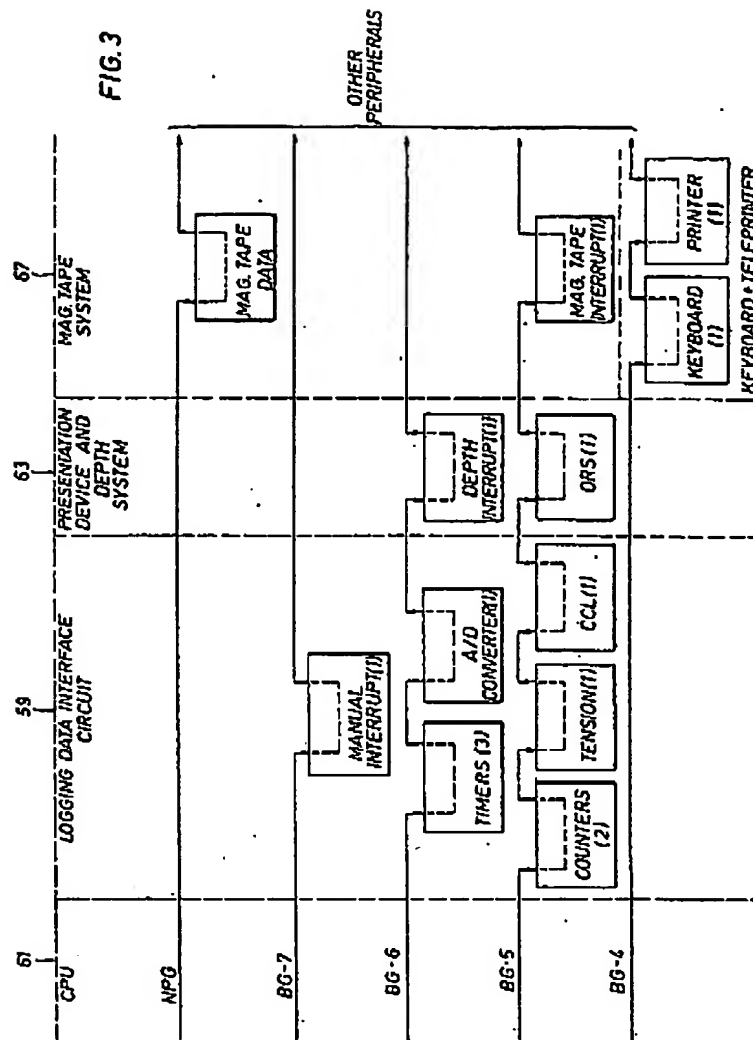 FIG. 3
61
59
63
67
CPU
LOGGING DATA INTERFACE
CIRCUIT
PRESENTATION
DEVICE AND
DEPTH
SYSTEM
MAG. TAPE
SYSTEM
NPG
MAG. TAPE
DATA
BG-7
MANUAL
INTERRUPT(1)
BG-6
TIMERS (3)
A/D
CONVERTER(1)
DEPTH
INTERRUPT(1)
BG-5
COUNTERS
(2)
TENSION(1)
CCL(1)
ORS(1)
MAG. TAPE
INTERRUPT(1)
BG-4
KEYBOARD
(1)
PRINTER
(1)
KEYBOARD & TELEPRINTER
OTHER
PERIPHERALS